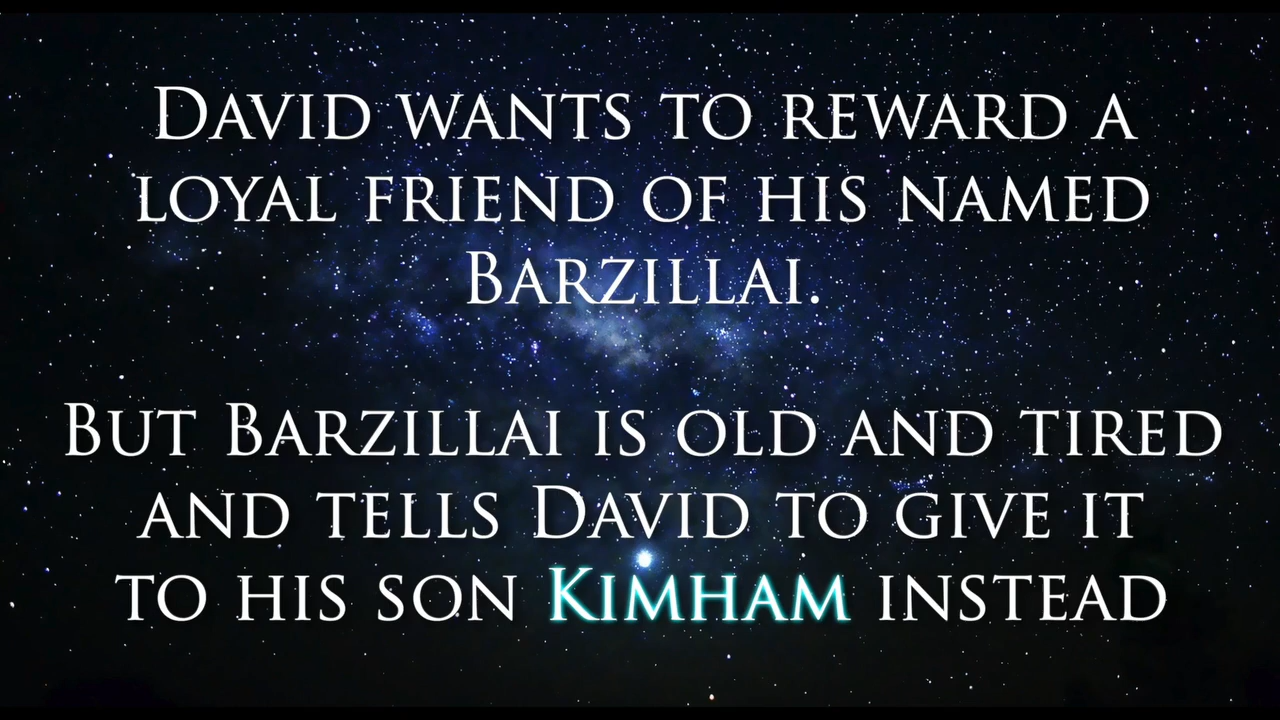 David wants to reward a
loyal friend of his named
Barzillai.
But Barzillai is old and tired
and tells David to give it
to his son Kimham instead